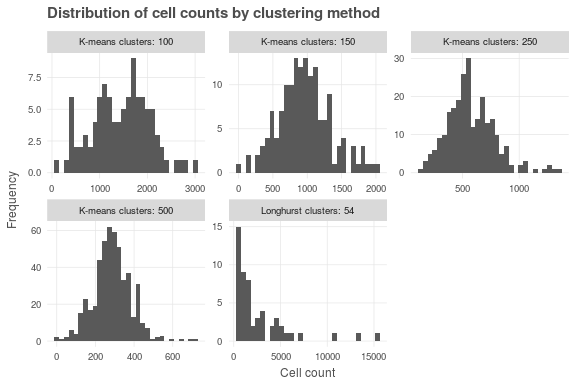 Distribution of cell counts by clustering method
K-means clusters: 100
K-means clusters: 150
K-means clusters: 250
7.5
5.0
2.5
0.0
0 1000 2000 3000
10
5
0
0 500 1000 1500 2000
30
20
10
0
500 1000
Frequency
K-means clusters: 500
Longhurst clusters: 54
60
40
20
0
0 200 400 600
15
10
5
0
0 5000 10000 15000
Cell count